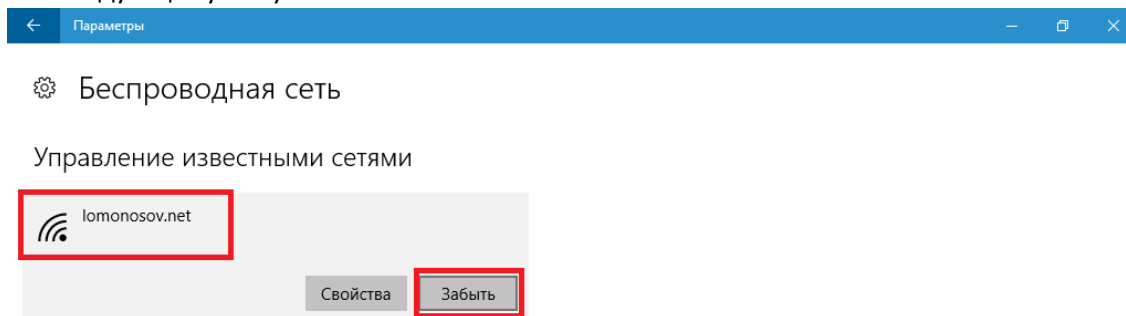 Параметры
Беспроводная сеть
Управление известными сетями
lomonosov.net
Свойства Забыть